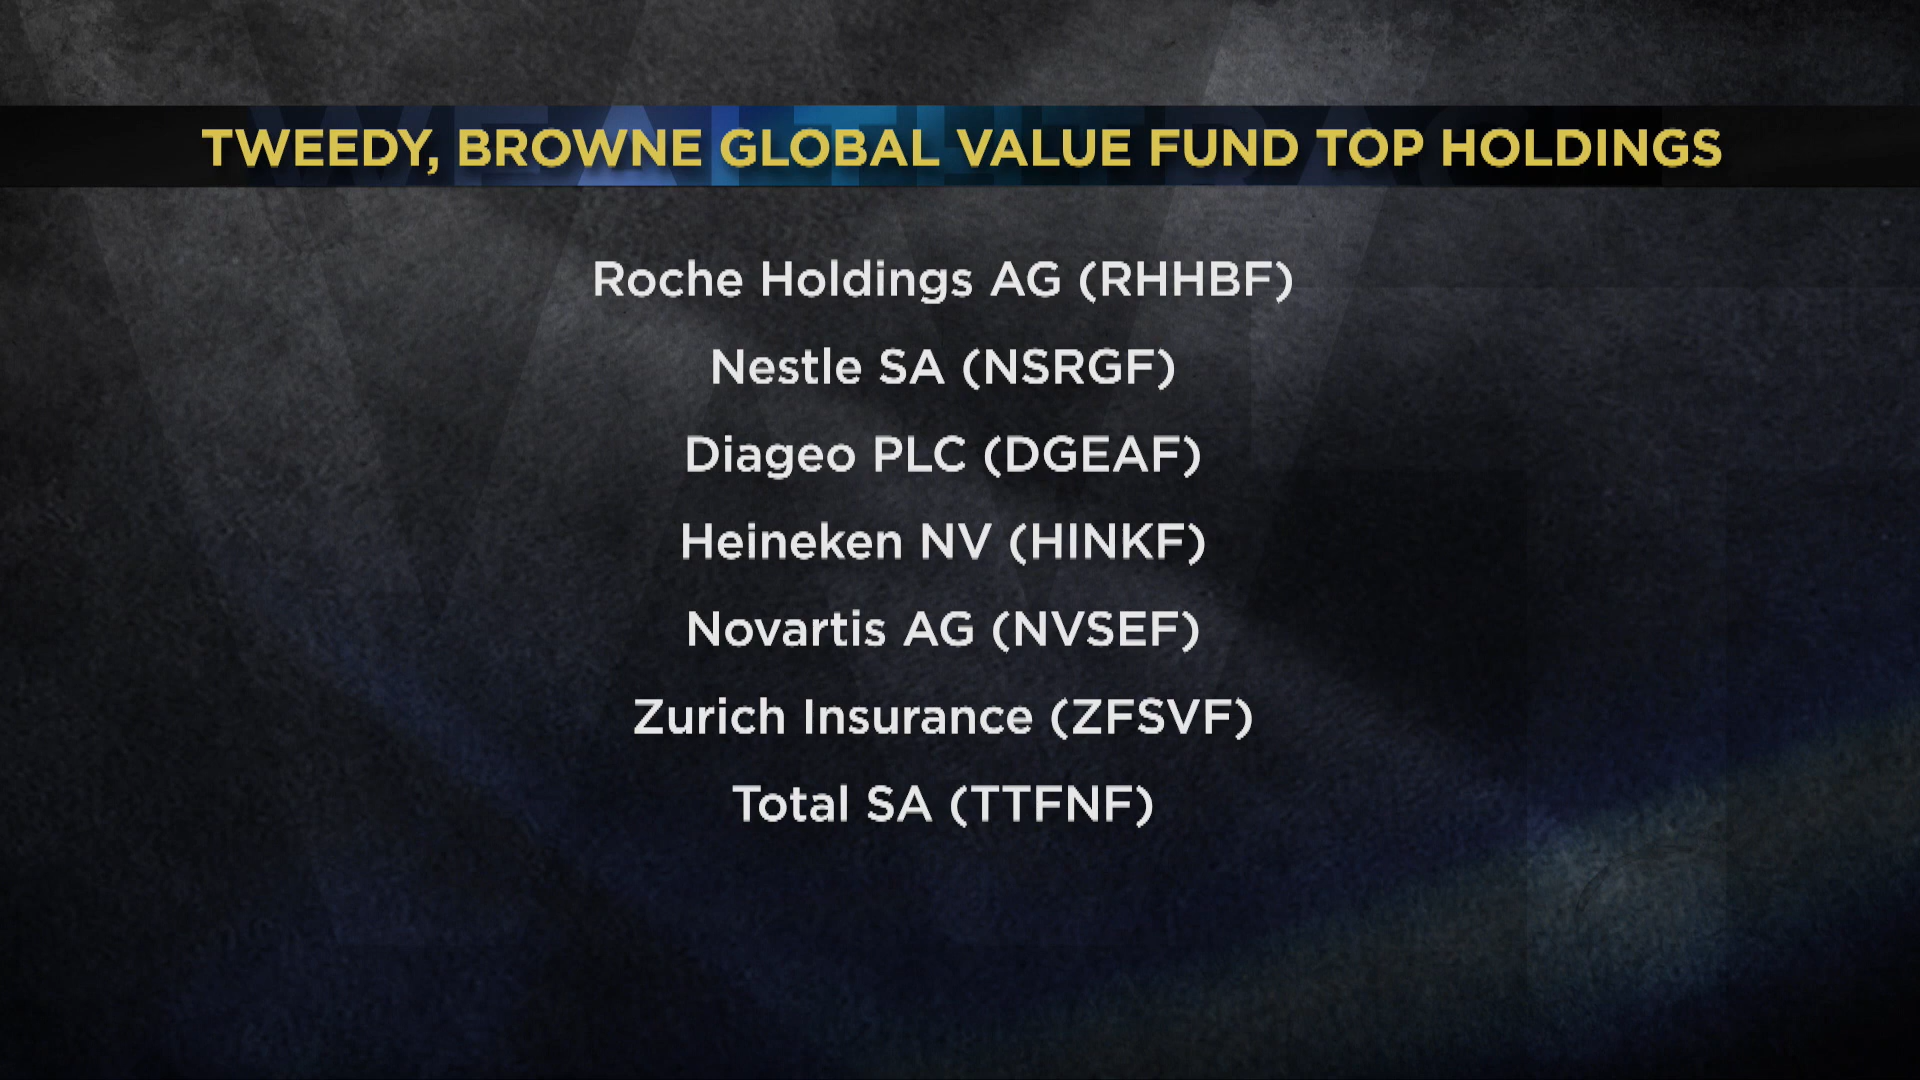 TWEEDY, BROWNE GLOBAL VALUE FUND TOP HOLDINGS
Roche Holdings AG (RHHBF)
Nestle SA (NSRGF)
Diageo PLC (DGEAF)
Heineken NV (HINKF)
Novartis AG (NVSEF)
Zurich Insurance (ZFSVF)
Total SA (TTFNF)